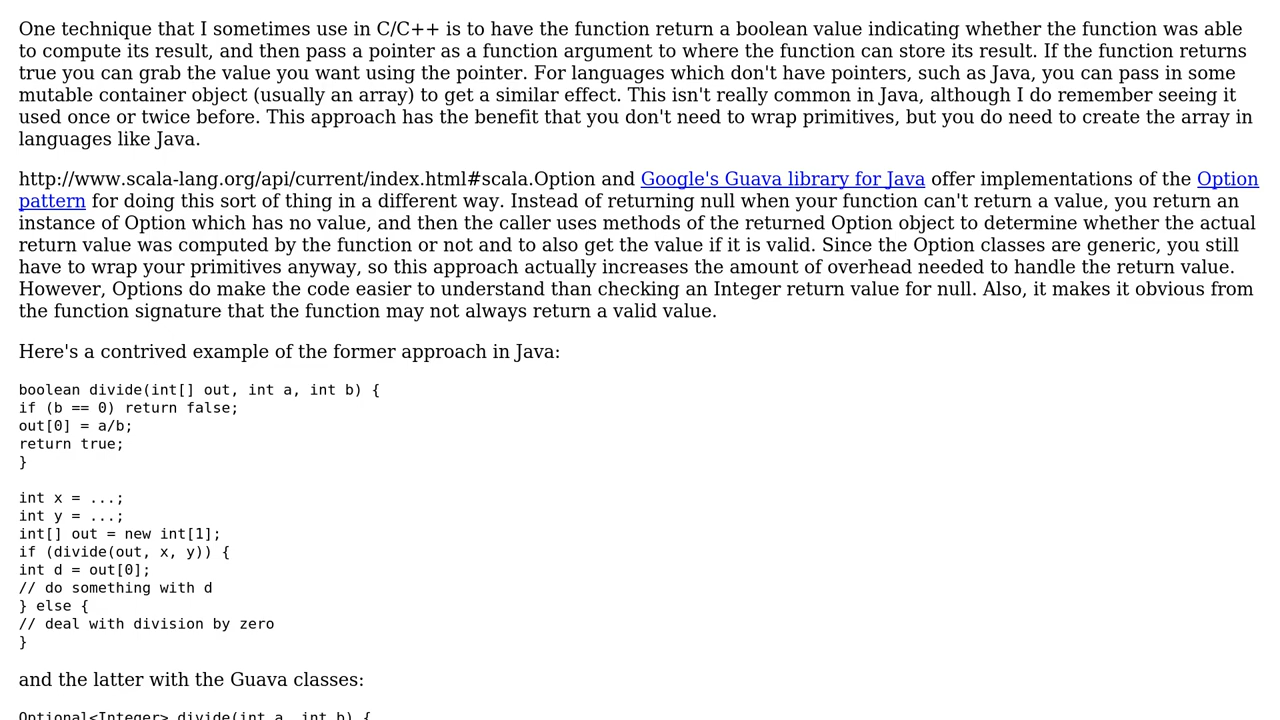 One technique that I sometimes use in C/C++ is to have the function return a boolean value indicating whether the function was able
to compute its result, and then pass a pointer as a function argument to where the function can store its result. If the function returns
true you can grab the value you want using the pointer. For languages which don't have pointers, such as Java, you can pass in some
mutable container object (usually an array) to get a similar effect. This isn't really common in Java, although I do remember seeing it
used once or twice before. This approach has the benefit that you don't need to wrap primitives, but you do need to create the array in
languages like Java.
http://www.scala-lang.org/api/current/index.html#scala.Option and Google's Guava library for Java offer implementations of the Option
pattern for doing this sort of thing in a different way. Instead of returning null when your function can't return a value, you return an
instance of Option which has no value, and then the caller uses methods of the returned Option object to determine whether the actual
return value was computed by the function or not and to also get the value if it is valid. Since the Option classes are generic, you still
have to wrap your primitives anyway, so this approach actually increases the amount of overhead needed to handle the return value.
However, Options do make the code easier to understand than checking an Integer return value for null. Also, it makes it obvious from
the function signature that the function may not always return a valid value.
Here's a contrived example of the former approach in Java:
boolean divide(int[] out, int a, int b) {
if (b == 0) return false;
out[0] = a/b;
return true;
}
int x = ...;
int y = ...;
int[] out = new int[1];
if (divide(out, x, y)) {
int d = out[0];
// do something with d
} else {
// deal with division by zero
}
and the latter with the Guava classes:
Optional<Integer> divide(int a, int b) {